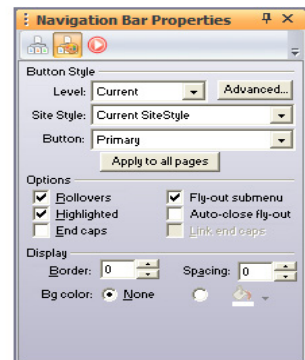 Navigation Bar Properties
Button Style
Level: Current Advanced...
Site Style: Current SiteStyle
Button: Primary
Apply to all pages
Options
Rollovers Fly-out submenu
Highlighted Auto-close fly-out
End caps Link end caps
Display
Border: 0 Spacing: 0
Bg color: None